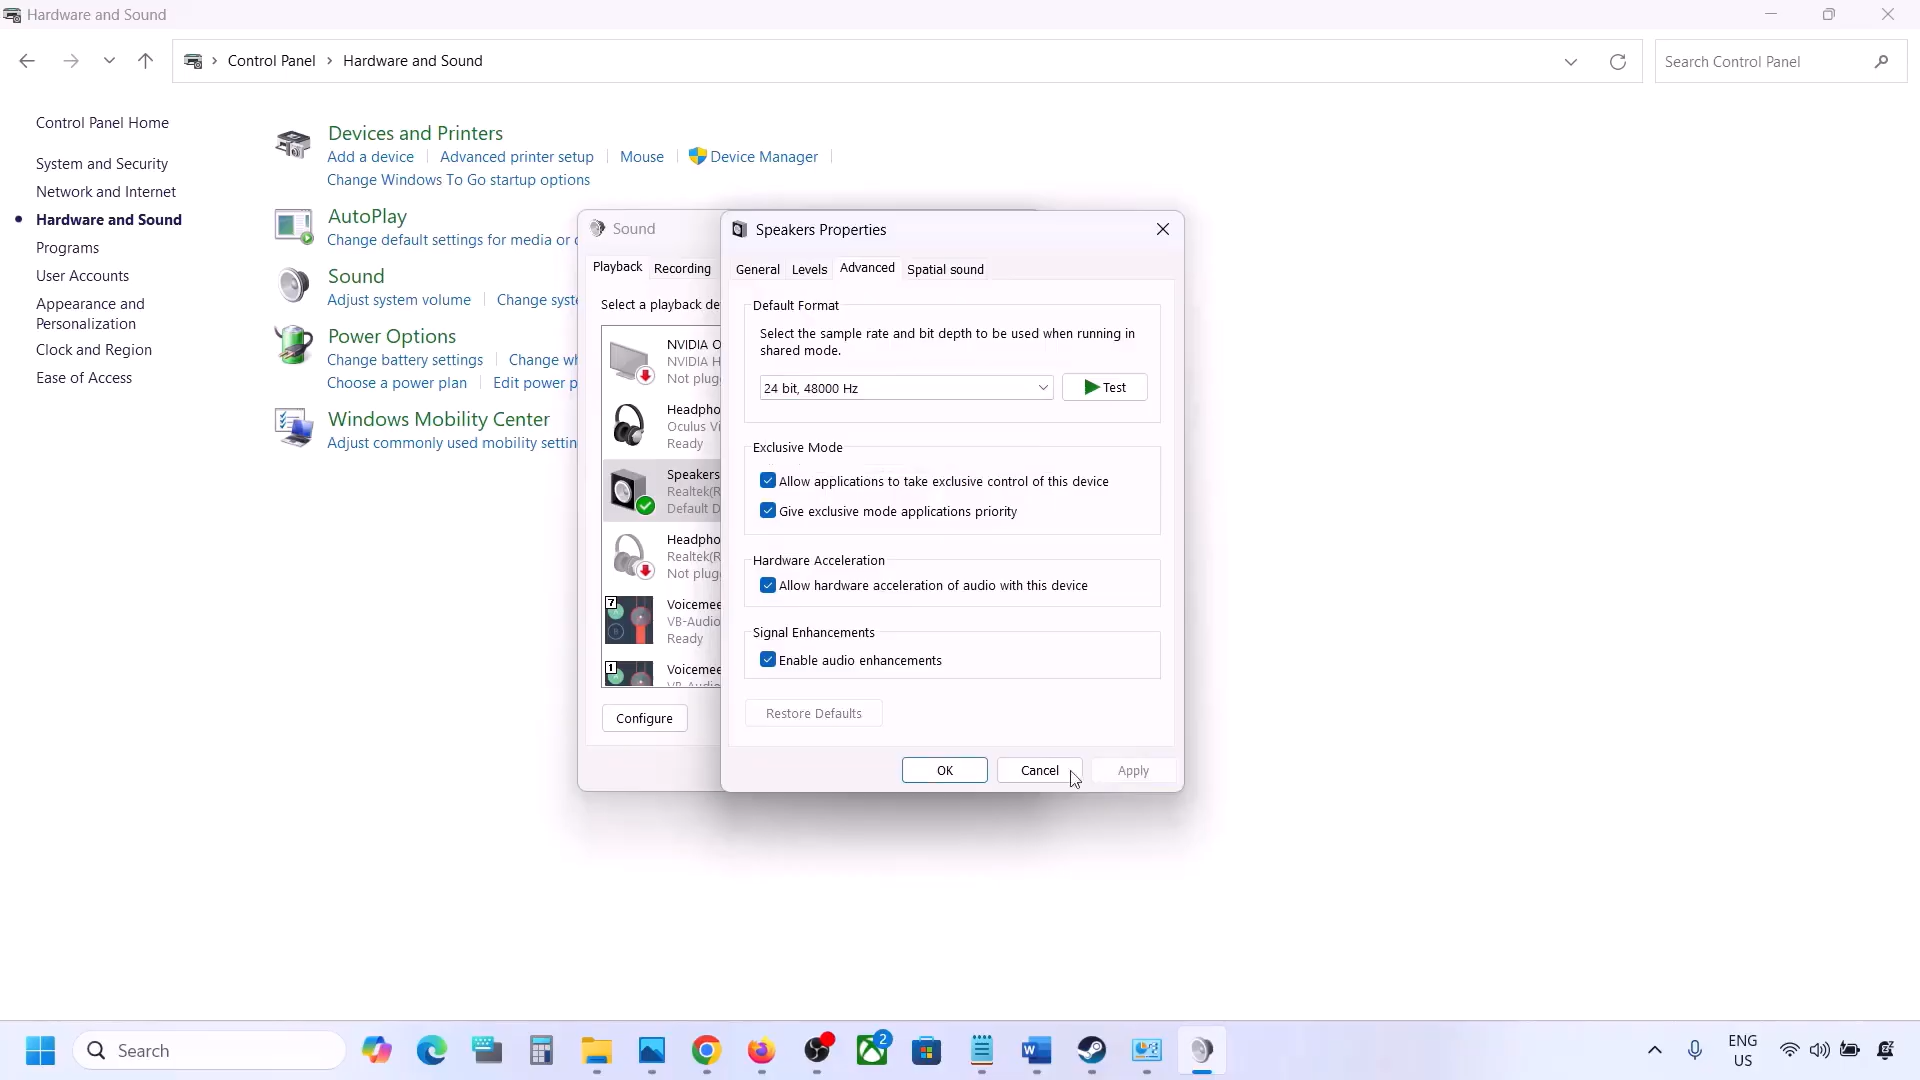 Hardware and Sound
Control Panel > Hardware and Sound
Search Control Panel
Control Panel Home
System and Security
Network and Internet
Hardware and Sound
Programs
User Accounts
Appearance and
Personalization
Clock and Region
Ease of Access
Devices and Printers
Add a device
Advanced printer setup
Mouse
Device Manager
Change Windows To Go startup options
AutoPlay
Change default settings for media or
Sound
Adjust system volume
Change syst
Power Options
Change battery settings
Change wh
Choose a power plan
Edit power p
Windows Mobility Center
Adjust commonly used mobility settin
Sound
Playback
Recording
Select a playback de
NVIDIA O
NVIDIA H
Not plug
Headpho
Oculus Vi
Ready
Speakers
Realtek(R
Default D
Headpho
Realtek(R
Not plug
7
Voicemee
VB-Audio
Ready
1
Voicemee
VB-Audio
Configure
Speakers Properties
General
Levels
Advanced
Spatial sound
Default Format
Select the sample rate and bit depth to be used when running in
shared mode.
24 bit, 48000 Hz
Test
Exclusive Mode
Allow applications to take exclusive control of this device
Give exclusive mode applications priority
Hardware Acceleration
Allow hardware acceleration of audio with this device
Signal Enhancements
Enable audio enhancements
Restore Defaults
OK
Cancel
Apply
Search
2
ENG
US